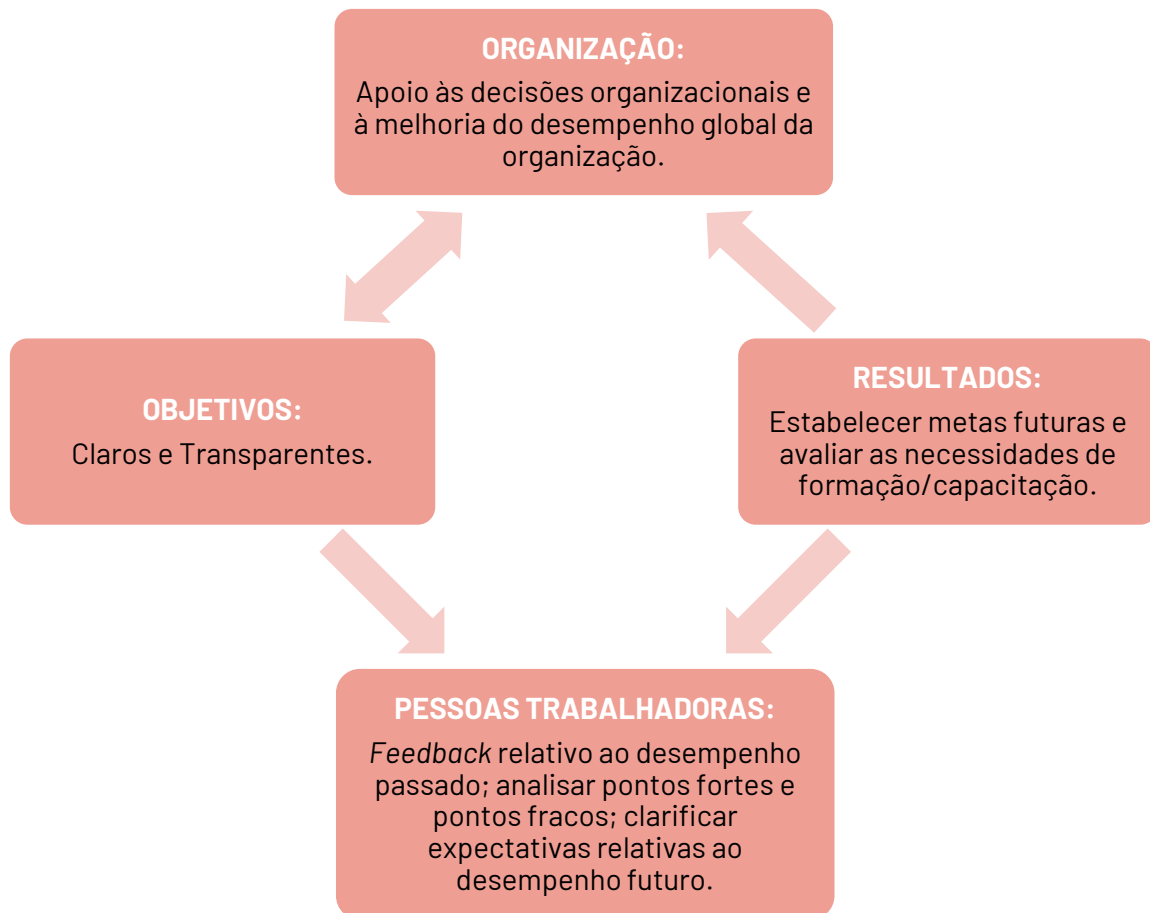 ORGANIZAÇÃO:
Apoio às decisões organizacionais e
à melhoria do desempenho global da
organização.
OBJETIVOS:
Claros e Transparentes.
RESULTADOS:
Estabelecer metas futuras e
avaliar as necessidades de
formação/capacitação.
PESSOAS TRABALHADORAS:
Feedback relativo ao desempenho
passado; analisar pontos fortes e
pontos fracos; clarificar
expectativas relativas ao
desempenho futuro.